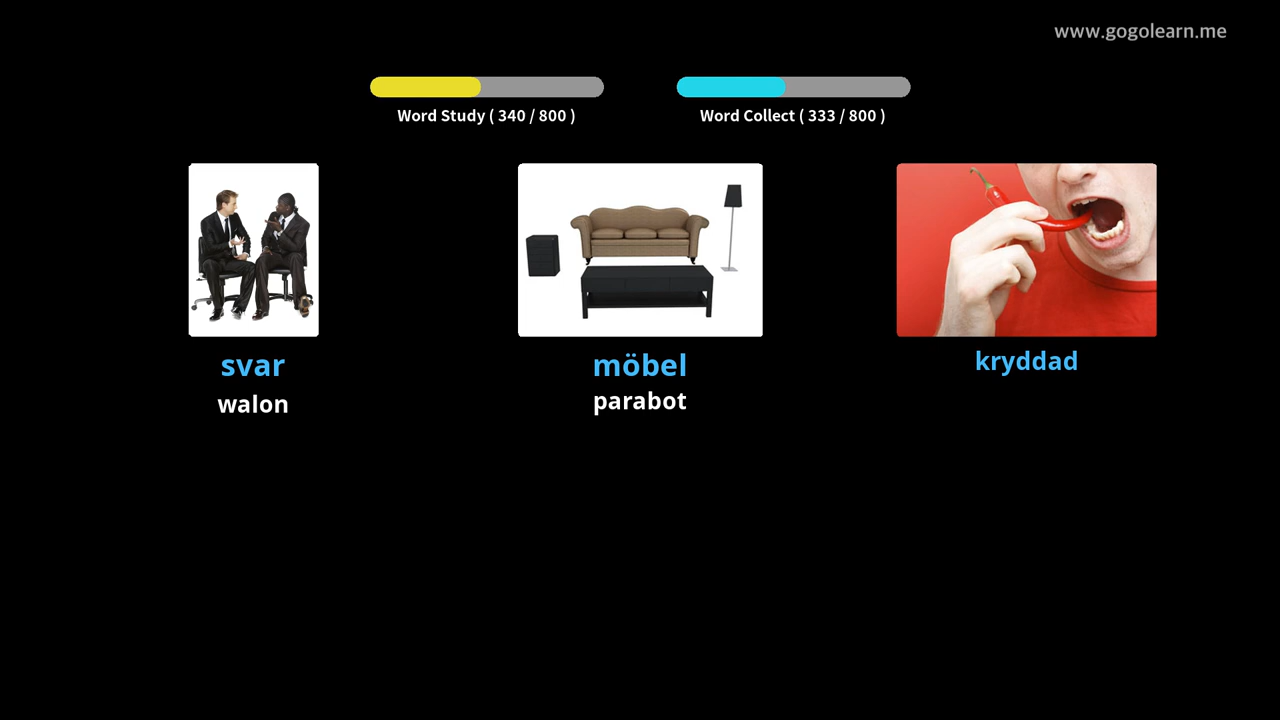 www.gogolearn.me
Word Study ( 340 / 800 )
Word Collect ( 333 / 800 )
svar
möbel
kryddad
walon
parabot